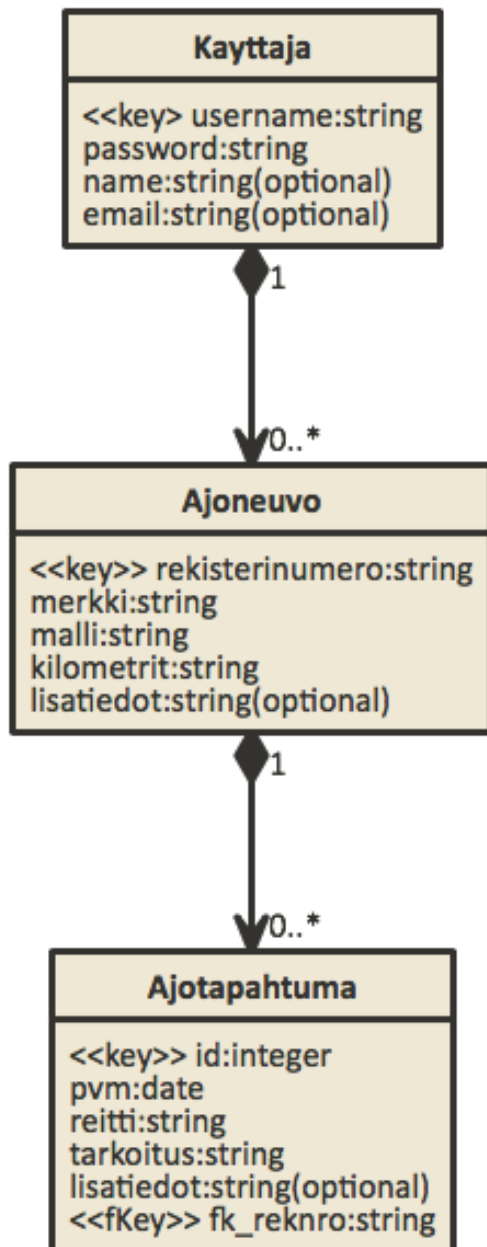 Kayttaja
<<key> username:string
password:string
name:string(optional)
email:string(optional)
1
0..*
Ajoneuvo
<<key>> rekisterinumero:string
merkki:string
malli:string
kilometrit:string
lisatiedot:string(optional)
1
0..*
Ajotapahtuma
<<key>> id:integer
pvm:date
reitti:string
tarkoitus:string
lisatiedot:string(optional)
<<fKey>> fk_reknro:string